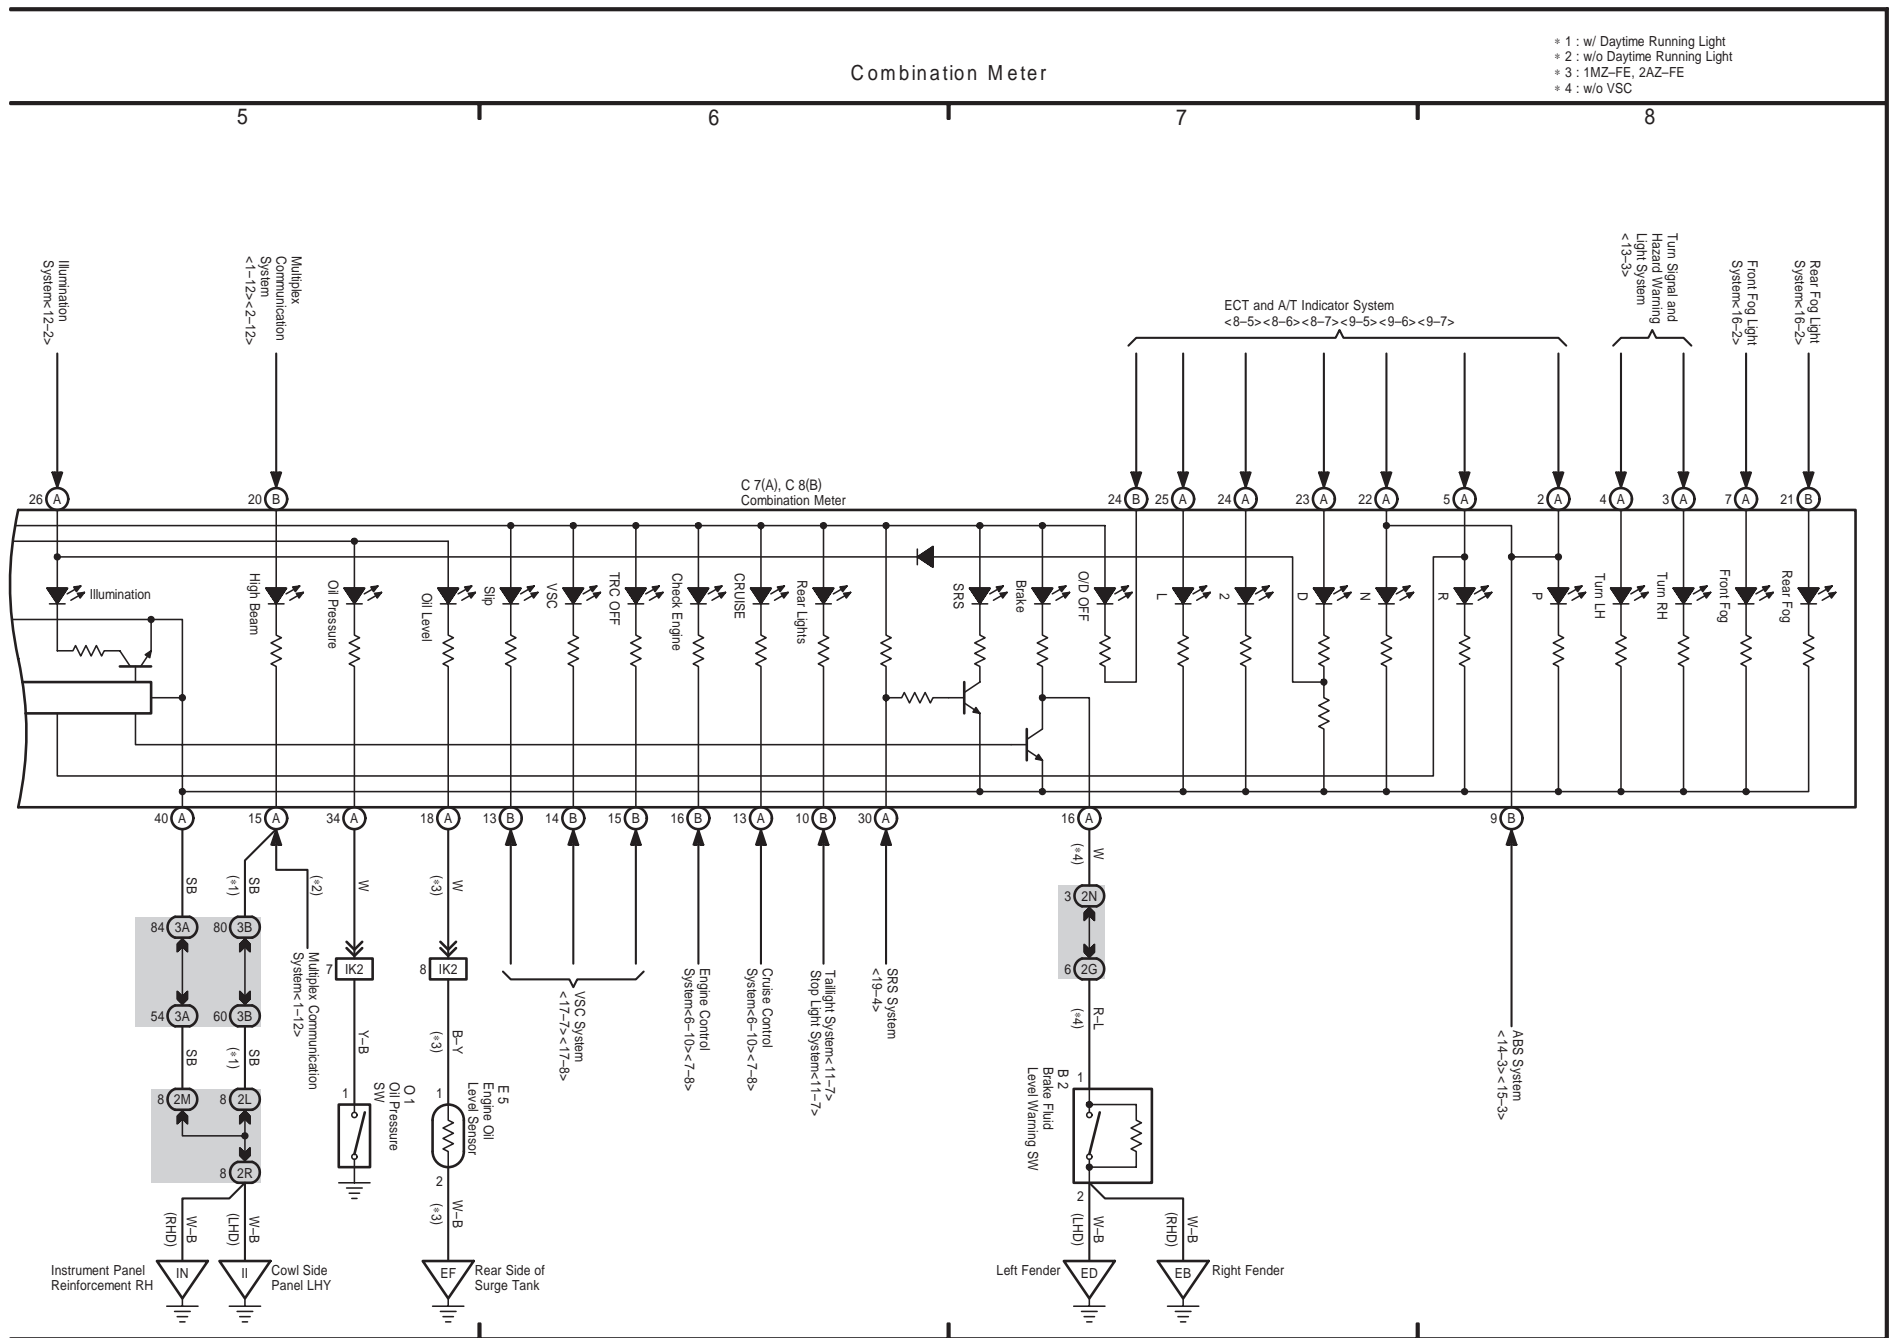 Combination Meter
∗ 1 : w/ Daytime Running Light
∗ 2 : w/o Daytime Running Light
∗ 3 : 1MZ–FE, 2AZ–FE
∗ 4 : w/o VSC
5
6
7
8
Illumination
System<12–2>
Multiplex
Communication
System
<1–12><2–12>
ECT and A/T Indicator System
<8–5><8–6><8–7><9–5><9–6><9–7>
Turn Signal and
Hazard Warning
Light System
<13–3>
Front Fog Light
System<16–2>
Rear Fog Light
System<16–2>
C 7(A), C 8(B)
Combination Meter
26 A
20 B
24 B
25 A
24 A
23 A
22 A
5 A
2 A
4 A
3 A
7 A
21 B
Illumination
High Beam
Oil Pressure
Oil Level
Slip
VSC
TRC OFF
Check Engine
CRUISE
Rear Lights
SRS
Brake
O/D OFF
L
2
D
N
R
P
Turn LH
Turn RH
Front Fog
Rear Fog
40 A
15 A
34 A
18 A
13 B
14 B
15 B
16 B
13 A
10 B
30 A
16 A
9 B
SB
SB
(∗1)
(∗2)
W
W
(∗3)
W
(∗4)
84 3A
80 3B
3 2N
Multiplex Communication
System<1–12>
7 IK2
8 IK2
VSC System
<17–7><17–8>
Engine Control
System<6–10><7–8>
Cruise Control
System<6–10><7–8>
Taillight System<11–7>
Stop Light System<11–7>
SRS System
<19–4>
6 2G
54 3A
60 3B
SB
SB
(∗1)
Y–B
B–Y
(∗3)
R–L
(∗4)
ABS System
<14–3><15–3>
8 2M
8 2L
8 2R
1
O 1
Oil Pressure
SW
1
E 5
Engine Oil
Level Sensor
2
1
B 2
Brake Fluid
Level Warning SW
2
W–B
(RHD)
W–B
(LHD)
W–B
(∗3)
W–B
(LHD)
W–B
(RHD)
Instrument Panel
Reinforcement RH
IN
II
Cowl Side
Panel LHY
EF
Rear Side of
Surge Tank
Left Fender
ED
EB
Right Fender